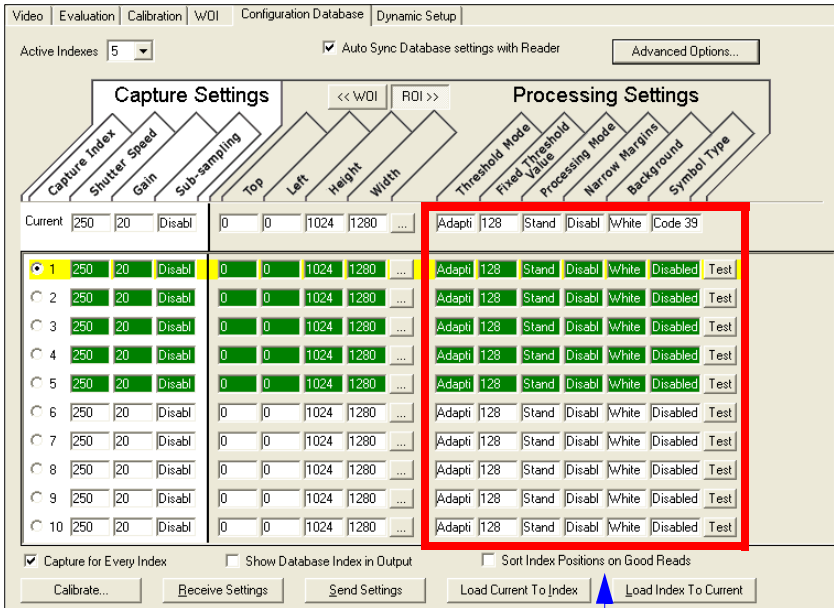 Video Evaluation Calibration WOI Configuration Database Dynamic Setup
Active Indexes 5 Auto Sync Database settings with Reader Advanced Options...
Capture Settings << WOI ROI >> Processing Settings
Capture Index Shutter Speed Gain Sub-sampling Top Left Height Width Threshold Mode Fixed Threshold Value Processing Mode Narrow Margins Background Symbol Type
Current 250 20 Disabl 0 0 1024 1280 ... Adapti 128 Stand Disabl White Code 39
1 250 20 Disabl 0 0 1024 1280 ... Adapti 128 Stand Disabl White Disabled Test
2 250 20 Disabl 0 0 1024 1280 ... Adapti 128 Stand Disabl White Disabled Test
3 250 20 Disabl 0 0 1024 1280 ... Adapti 128 Stand Disabl White Disabled Test
4 250 20 Disabl 0 0 1024 1280 ... Adapti 128 Stand Disabl White Disabled Test
5 250 20 Disabl 0 0 1024 1280 ... Adapti 128 Stand Disabl White Disabled Test
6 250 20 Disabl 0 0 1024 1280 ... Adapti 128 Stand Disabl White Disabled Test
7 250 20 Disabl 0 0 1024 1280 ... Adapti 128 Stand Disabl White Disabled Test
8 250 20 Disabl 0 0 1024 1280 ... Adapti 128 Stand Disabl White Disabled Test
9 250 20 Disabl 0 0 1024 1280 ... Adapti 128 Stand Disabl White Disabled Test
10 250 20 Disabl 0 0 1024 1280 ... Adapti 128 Stand Disabl White Disabled Test
Capture for Every Index Show Database Index in Output Sort Index Positions on Good Reads
Calibrate... Receive Settings Send Settings Load Current To Index Load Index To Current